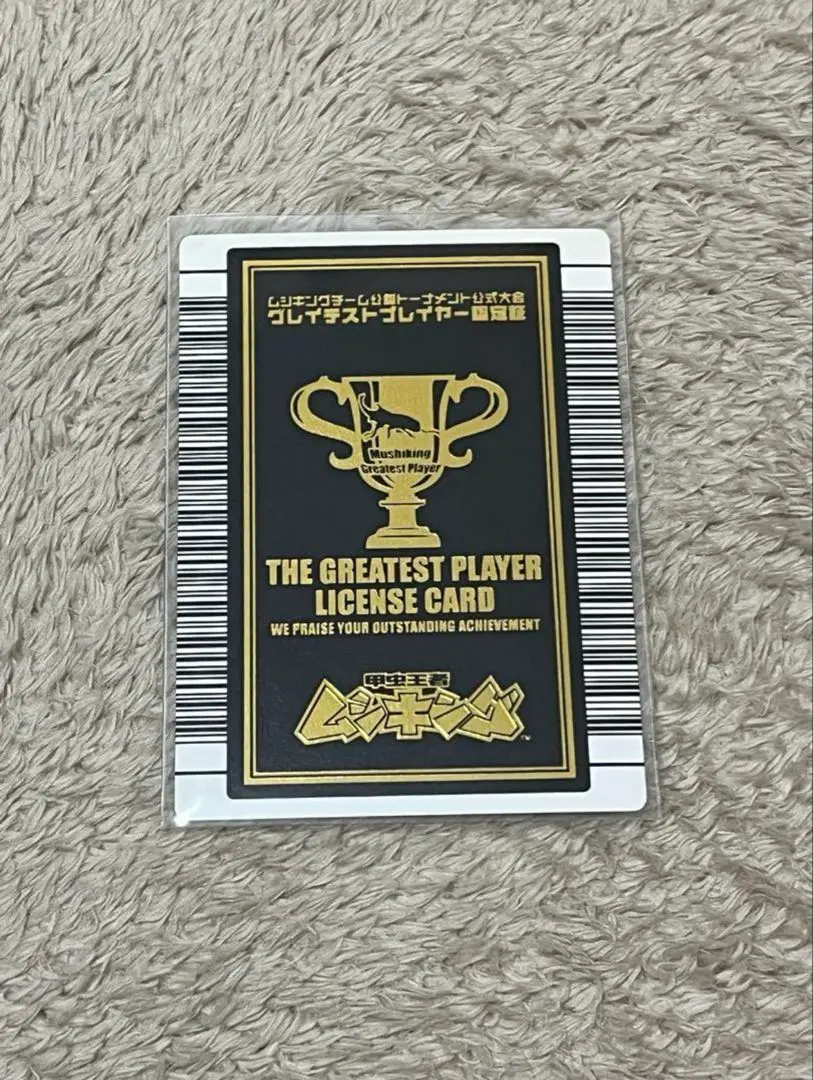 ムシキングチーム公認トーナメント公式大会
グレイテストプレイヤー認定証
Mushiking
Greatest Player
THE GREATEST PLAYER
LICENSE CARD
WE PRAISE YOUR OUTSTANDING ACHIEVEMENT
甲虫王者
ムシキング
TM